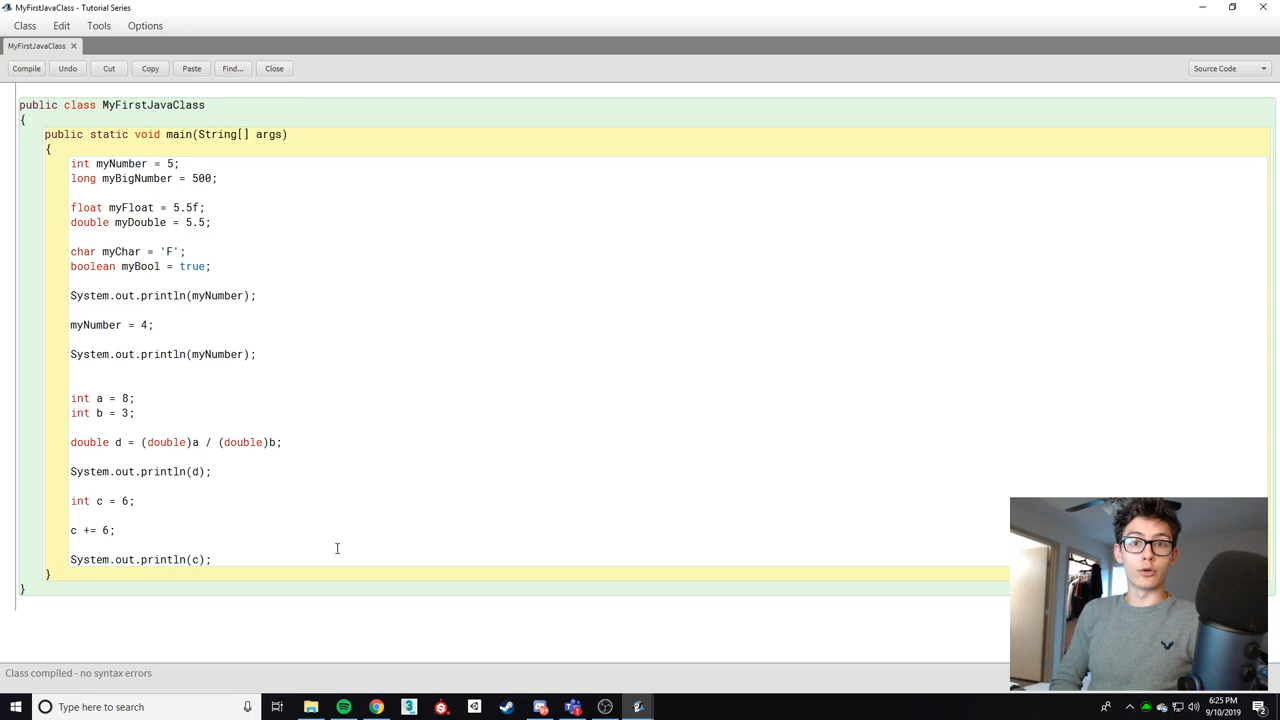 MyFirstJavaClass - Tutorial Series
Class Edit Tools Options
MyFirstJavaClass
Compile Undo Cut Copy Paste Find... Close Source Code
public class MyFirstJavaClass
{
public static void main(String[] args)
{
int myNumber = 5;
long myBigNumber = 500;
float myFloat = 5.5f;
double myDouble = 5.5;
char myChar = 'F';
boolean myBool = true;
System.out.println(myNumber);
myNumber = 4;
System.out.println(myNumber);
int a = 8;
int b = 3;
double d = (double)a / (double)b;
System.out.println(d);
int c = 6;
c += 6;
System.out.println(c);
}
}
Class compiled - no syntax errors
Type here to search
6:25 PM
9/10/2019